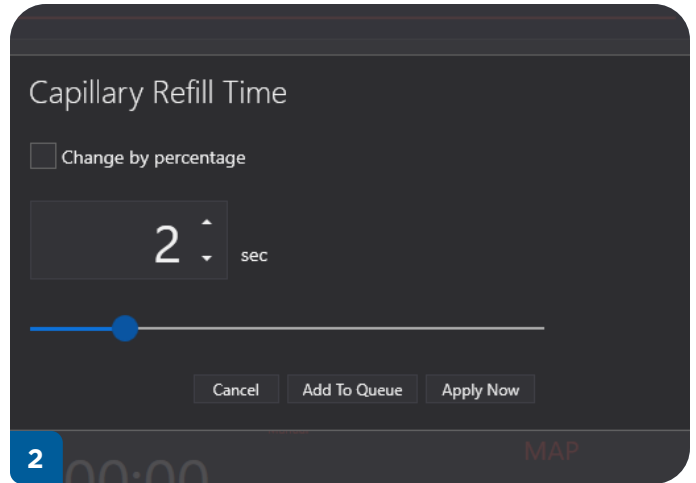 Capillary Refill Time
Change by percentage
2 sec
Cancel Add To Queue Apply Now
MAP
2
00:00